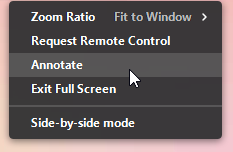 Zoom Ratio Fit to Window >
Request Remote Control
Annotate
Exit Full Screen
Side-by-side mode